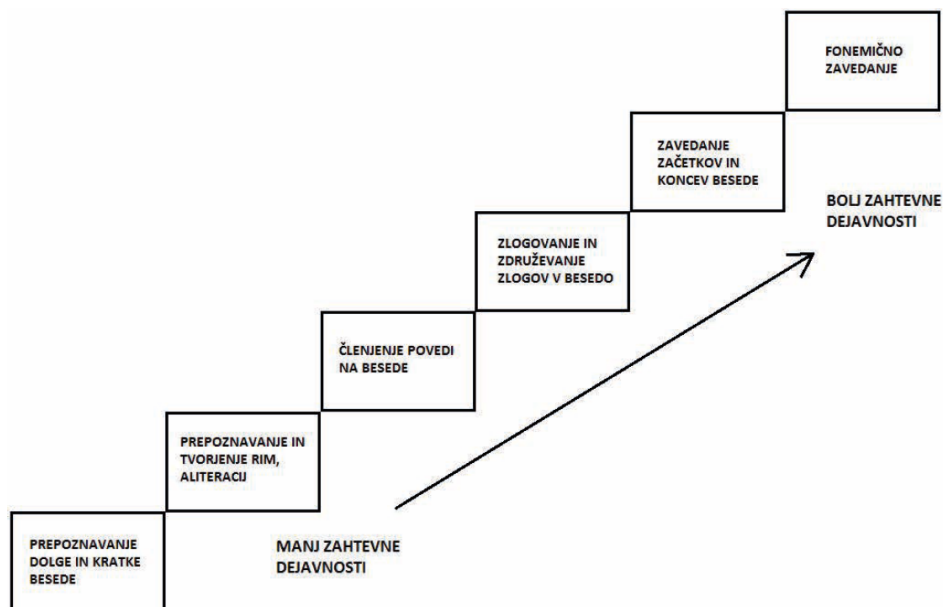 FONEMIČNO
ZAVEDANJE
ZAVEDANJE
ZAČETKOV IN
KONCEV BESEDE
BOLJ ZAHTEVNE
DEJAVNOSTI
ZLOGOVANJE IN
ZDRUŽEVANJE
ZLOGOV V BESEDO
ČLENJENJE POVEDI
NA BESEDE
PREPOZNAVANJE IN
TVORJENJE RIM,
ALITERACIJ
PREPOZNAVANJE
DOLGE IN KRATKE
BESEDE
MANJ ZAHTEVNE
DEJAVNOSTI